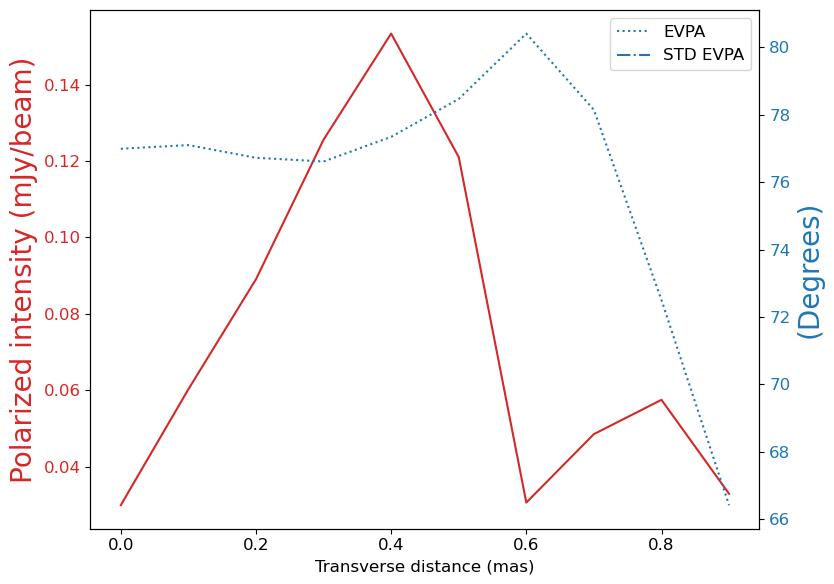 EVPA
STD EVPA
Polarized intensity (mJy/beam)
0.14
0.12
0.10
0.08
0.06
0.04
80
78
76
74
72
70
68
66
(Degrees)
0.0 0.2 0.4 0.6 0.8
Transverse distance (mas)